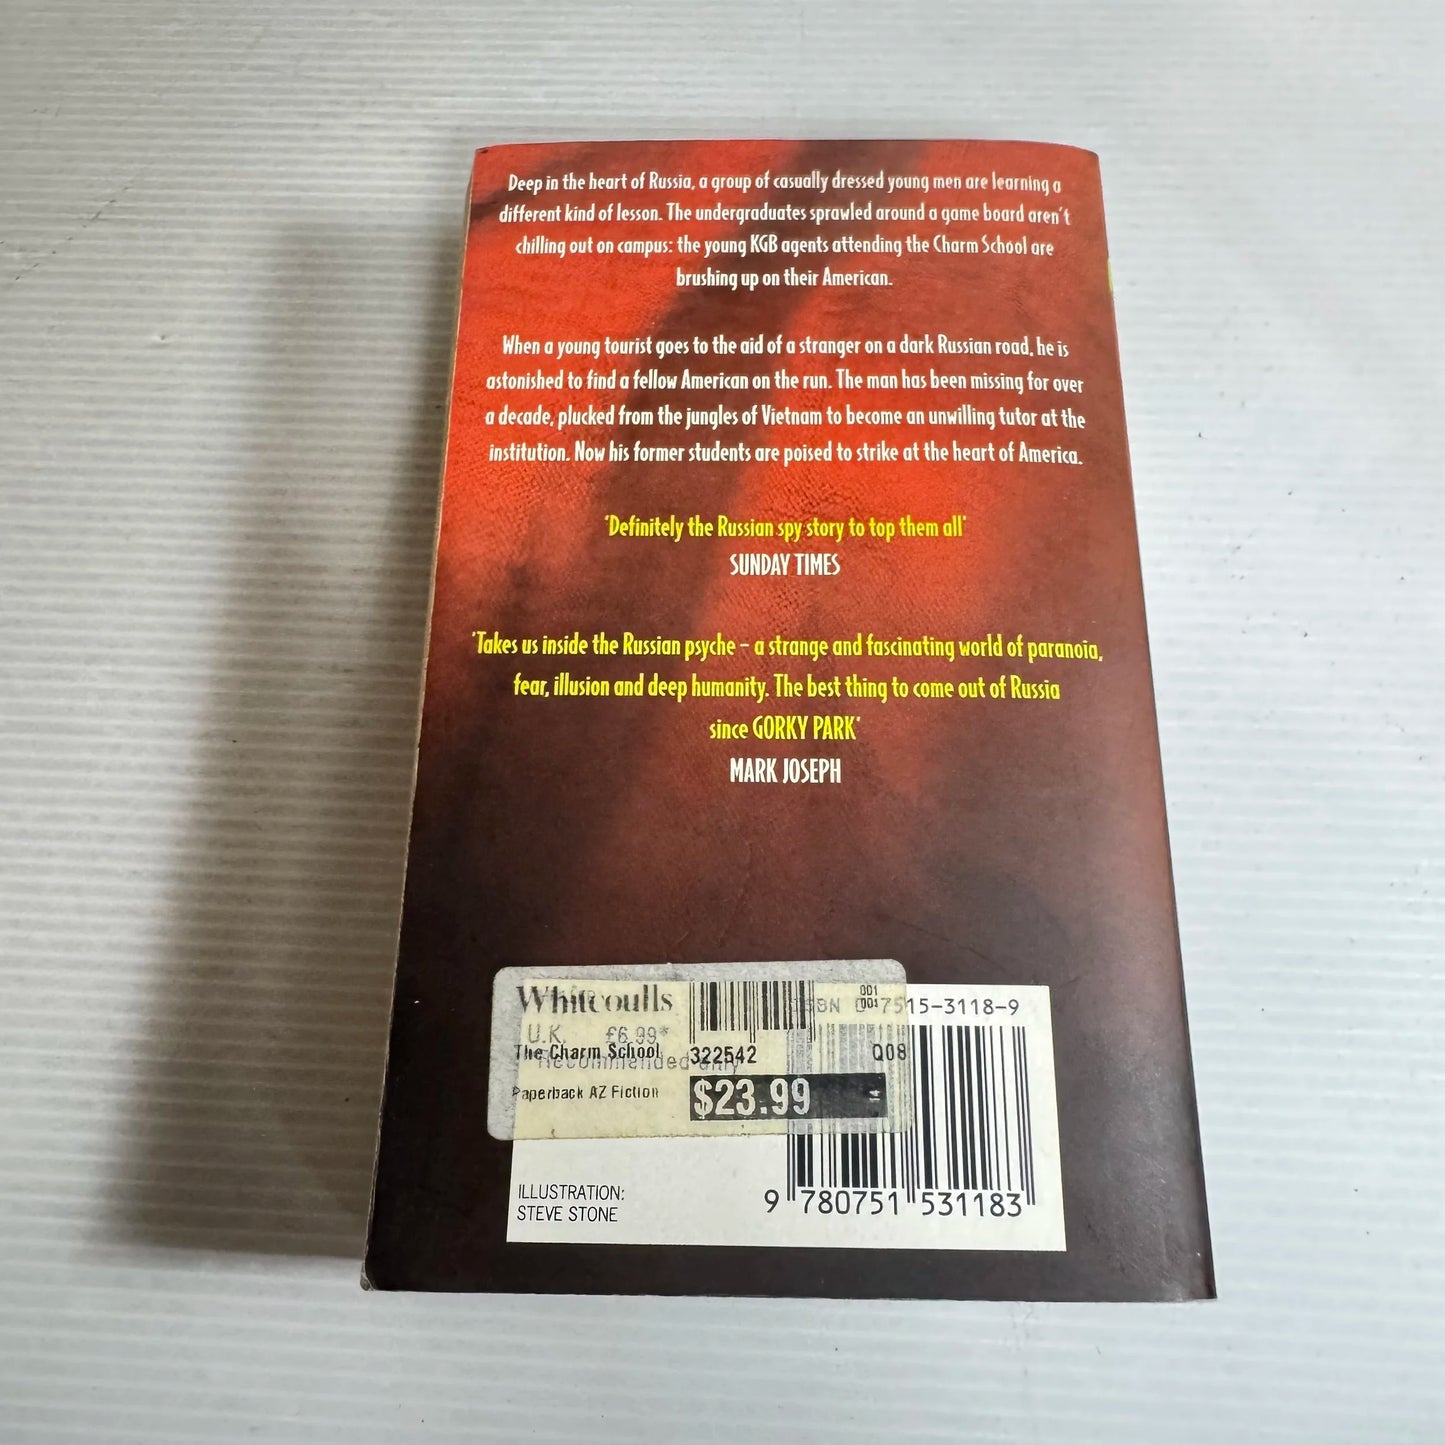 Deep in the heart of Russia, a group of casually dressed young men are learning a
different kind of lesson. The undergraduates sprawled around a game board aren't
chilling out on campus: the young KGB agents attending the Charm School are
brushing up on their American.
When a young tourist goes to the aid of a stranger on a dark Russian road, he is
astonished to find a fellow American on the run. The man has been missing for over
a decade, plucked from the jungles of Vietnam to become an unwilling tutor at the
institution. Now his former students are poised to strike at the heart of America.
'Definitely the Russian spy story to top them all'
SUNDAY TIMES
'Takes us inside the Russian psyche – a strange and fascinating world of paranoia,
fear, illusion and deep humanity. The best thing to come out of Russia
since GORKY PARK'
MARK JOSEPH
Whitcoulls
001
001
ISBN 0-7515-3118-9
U.K. £6.99*
The Charm School 322542 Q08
Recommended only
Paperback AZ Fiction $23.99 14
ILLUSTRATION:
STEVE STONE
9 780751 531183